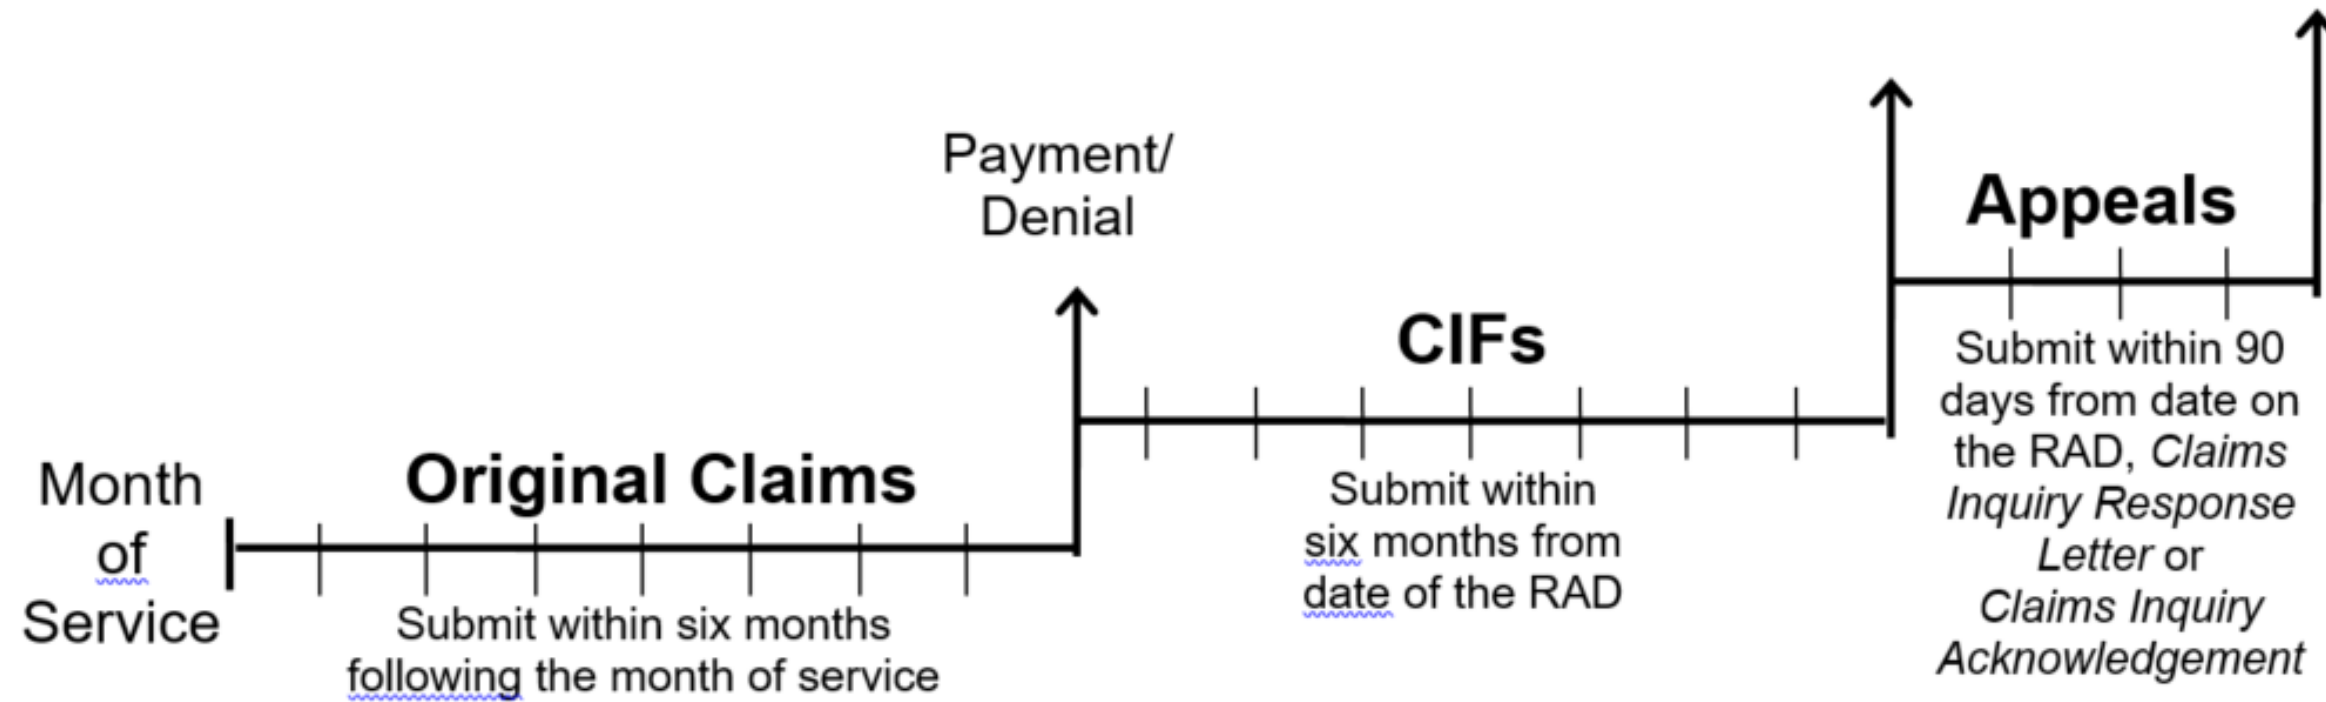 Month
of
Service
Original Claims
Submit within six months
following the month of service
Payment/
Denial
CIFs
Submit within
six months from
date of the RAD
Appeals
Submit within 90
days from date on
the RAD, Claims
Inquiry Response
Letter or
Claims Inquiry
Acknowledgement